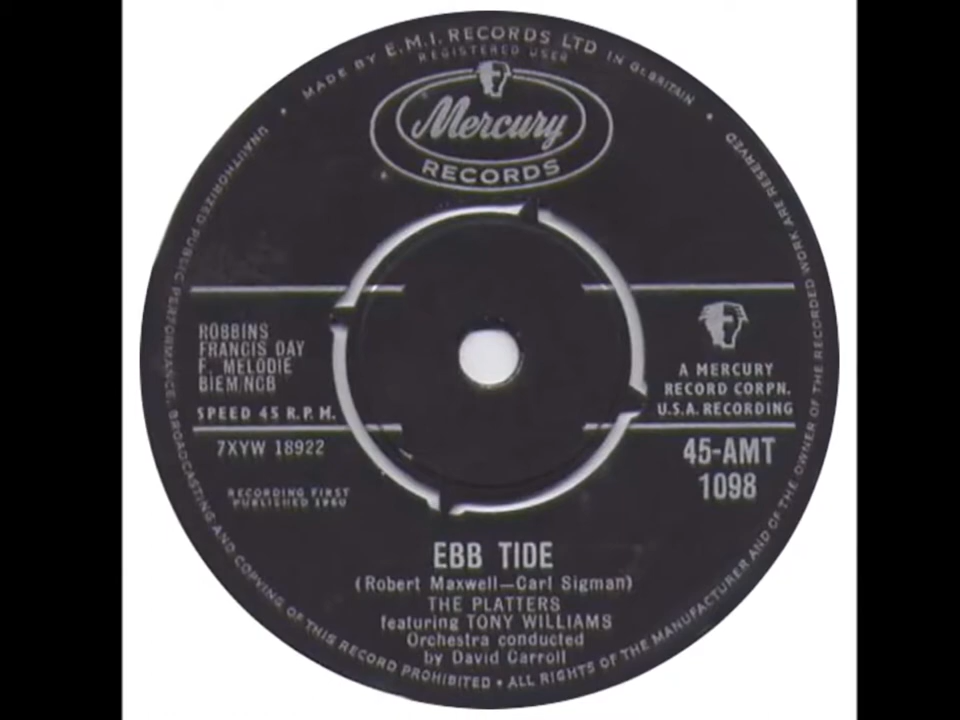 MADE BY E.M.I. RECORDS LTD IN GT.BRITAIN
REGISTERED USER
Mercury
RECORDS
ROBBINS
FRANCIS DAY
F. MELODIE
BIEM/NCB
SPEED 45 R.P.M.
7XYW 18922
RECORDING FIRST
PUBLISHED 1960
A MERCURY
RECORD CORPN.
U.S.A. RECORDING
45-AMT
1098
EBB TIDE
(Robert Maxwell—Carl Sigman)
THE PLATTERS
featuring TONY WILLIAMS
Orchestra conducted
by David Carroll
UNAUTHORIZED PUBLIC PERFORMANCE, BROADCASTING AND COPYING OF THIS RECORD PROHIBITED • ALL RIGHTS OF THE MANUFACTURER AND OF THE OWNER OF THE RECORDED WORK ARE RESERVED